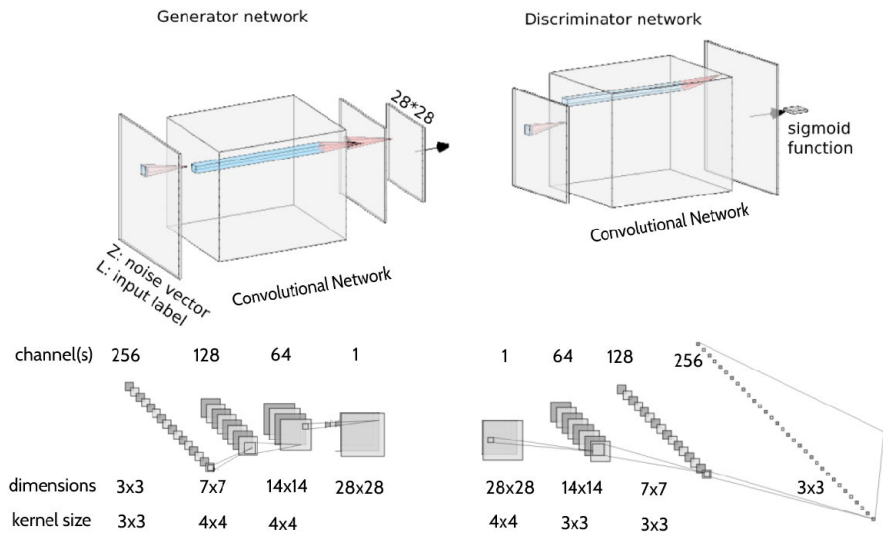 Generator network
Discriminator network
28*28
sigmoid
function
Z: noise vector
L: input label
Convolutional Network
Convolutional Network
channel(s) 256 128 64 1
1 64 128 256
dimensions 3x3 7x7 14x14 28x28
28x28 14x14 7x7 3x3
kernel size 3x3 4x4 4x4
4x4 3x3 3x3